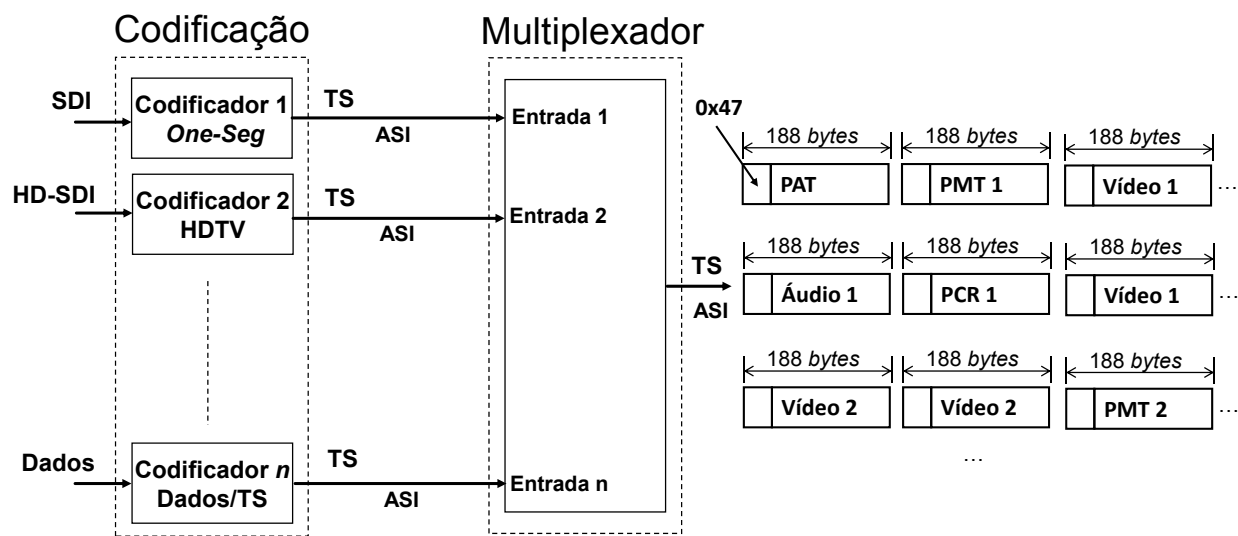 Codificação
Multiplexador
SDI
Codificador 1
One-Seg
TS
ASI
Entrada 1
HD-SDI
Codificador 2
HDTV
TS
ASI
Entrada 2
Dados
Codificador n
Dados/TS
TS
ASI
Entrada n
TS
ASI
0x47
188 bytes 188 bytes 188 bytes
PAT PMT 1 Vídeo 1 ...
188 bytes 188 bytes 188 bytes
Áudio 1 PCR 1 Vídeo 1 ...
188 bytes 188 bytes 188 bytes
Vídeo 2 Vídeo 2 PMT 2 ...
...